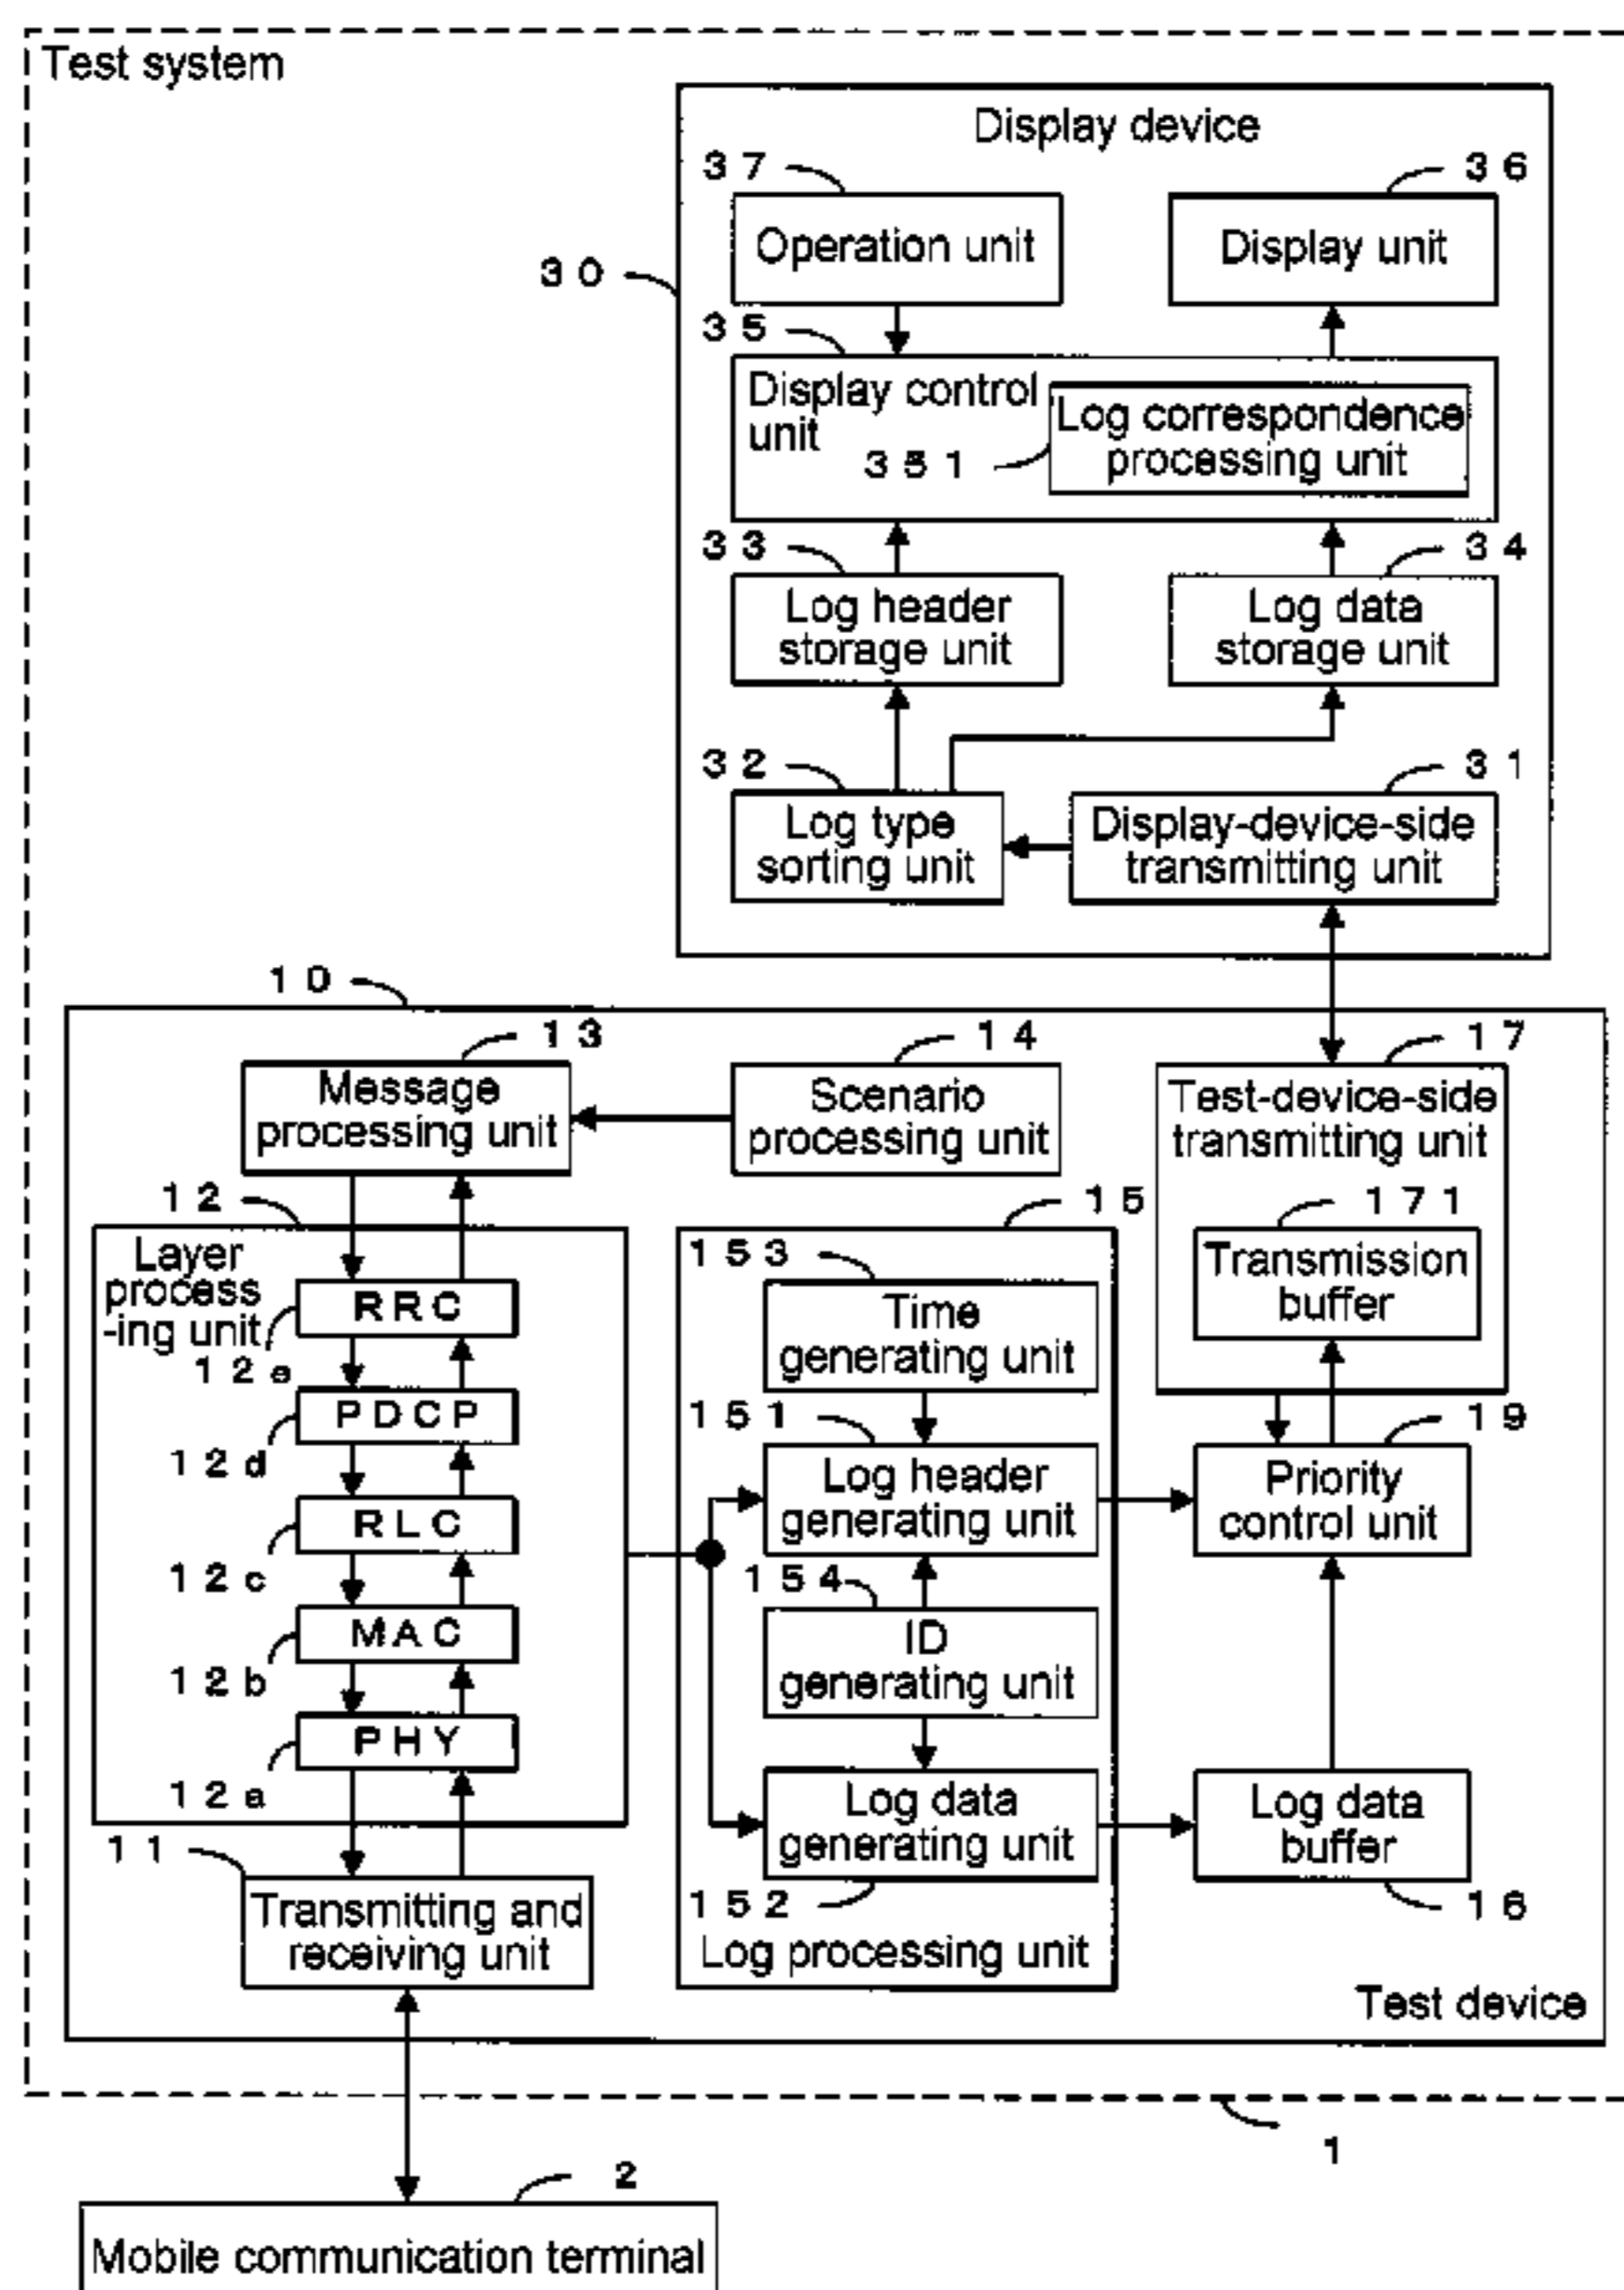 Test system
Display device
3 7
3 6
Operation unit
Display unit
3 0
3 5
Display control
unit
Log correspondence
processing unit
3 5 1
3 3
3 4
Log header
storage unit
Log data
storage unit
3 2
3 1
Log type
sorting unit
Display-device-side
transmitting unit
1 0
1 3
1 4
1 7
Message
processing unit
Scenario
processing unit
Test-device-side
transmitting unit
1 2
1 5
1 7 1
Layer
process
-ing unit
1 5 3
Transmission
buffer
R R C
Time
generating unit
1 2 e
P D C P
1 5 1
1 9
1 2 d
Log header
generating unit
Priority
control unit
R L C
1 2 c
1 5 4
M A C
ID
generating unit
1 2 b
P H Y
1 2 a
Log data
generating unit
Log data
buffer
1 1
1 5 2
1 6
Transmitting and
receiving unit
Log processing unit
Test device
1
2
Mobile communication terminal